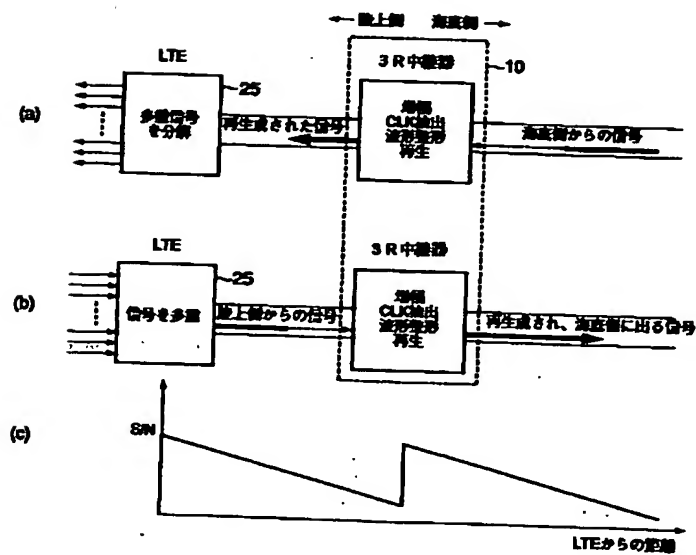 ← 陸上側 海底側 →
LTE
3R中継器
10
25
(a)
多重信号
を分解
再生成された信号
増幅
CLK抽出
波形整形
再生
海底側からの信号
LTE
3R中継器
25
(b)
信号を多重
陸上側からの信号
増幅
CLK抽出
波形整形
再生
再生成され、海底側に出る信号
(c)
S/N
LTEからの距離